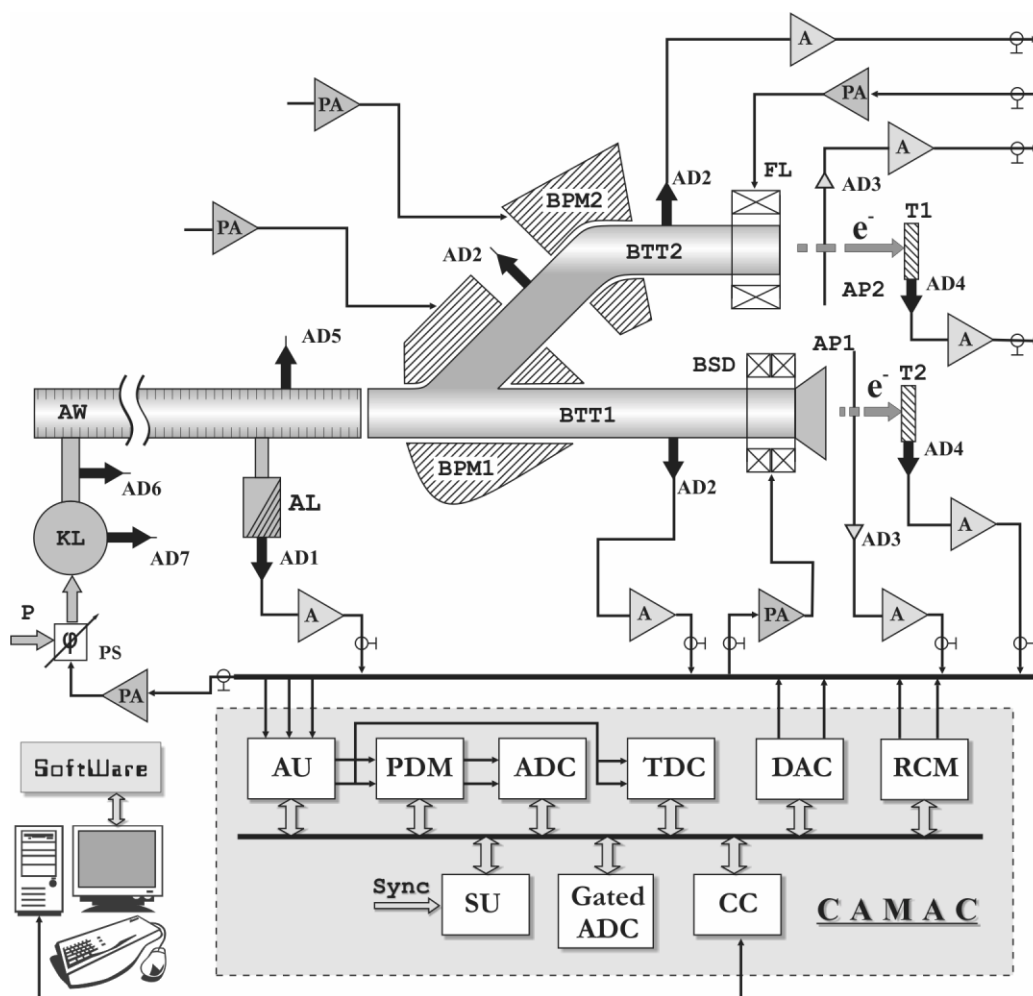 A
PA
PA
A
FL
AD3
T1
BPM2
AD2
e-
PA
AD2
BTT2
AP2
AD4
A
AD5
BSD
AP1
T2
e-
AW
BTT1
BPM1
AD6
AL
AD2
AD4
KL
AD7
AD1
AD3
A
P
φ
PS
A
A
PA
A
PA
SoftWare
AU
PDM
ADC
TDC
DAC
RCM
Sync
SU
Gated
ADC
CC
CAMAC